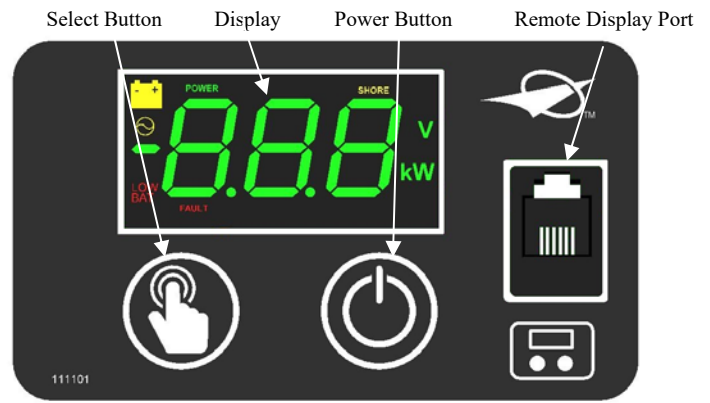 Select Button Display Power Button Remote Display Port
- +
POWER SHORE
TM
-8.8.8 V
kW
LOW
BAT
FAULT
111101